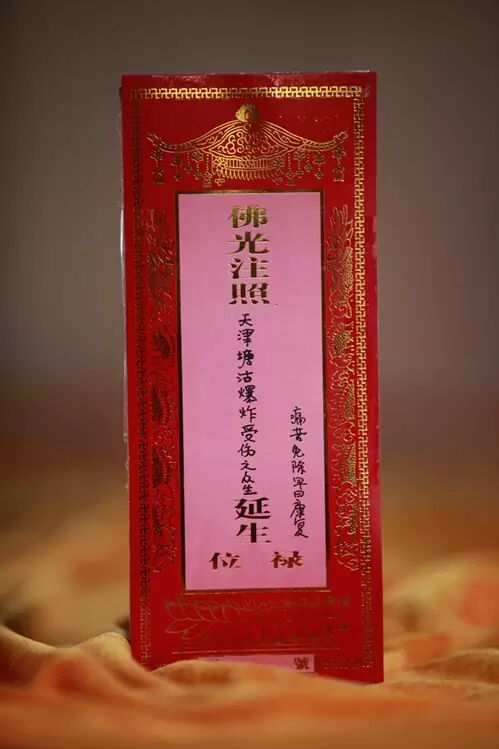 佛光注照
天津塘沽爆炸受伤之众生
延生
禄位
痛苦免除早日康复
號